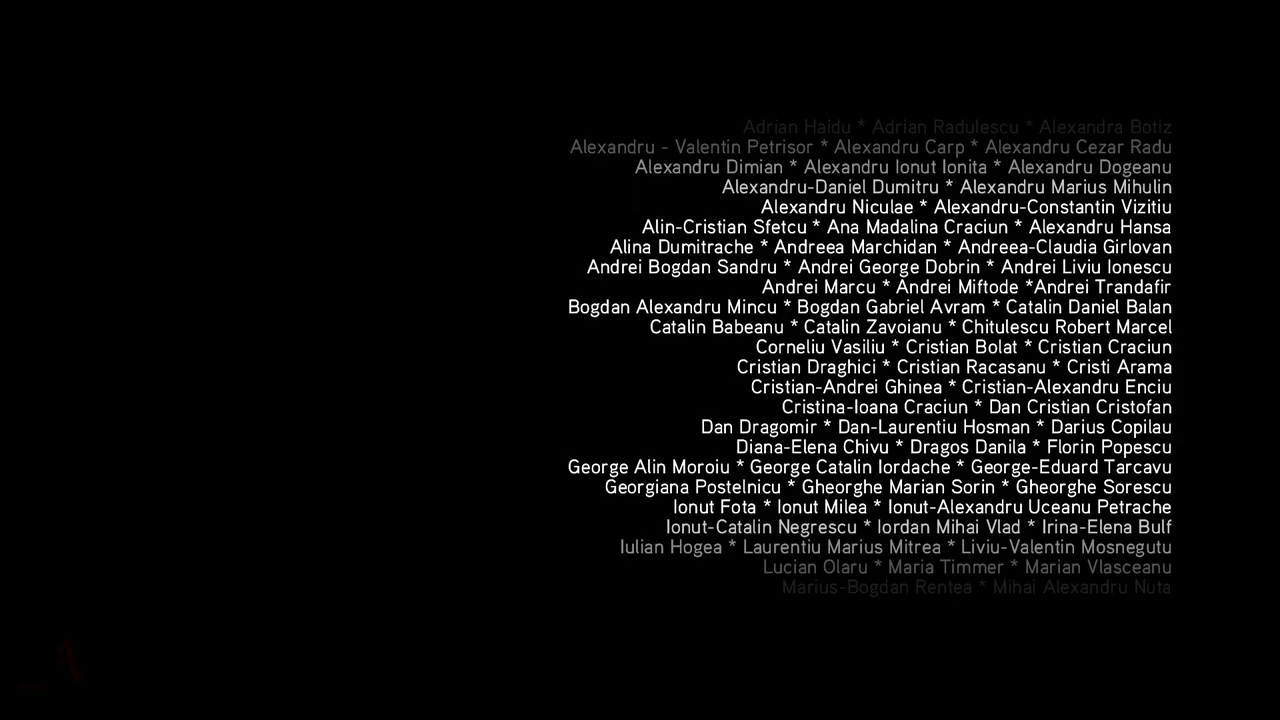 Adrian Haidu * Adrian Radulescu * Alexandra Botiz
Alexandru - Valentin Petrisor * Alexandru Carp * Alexandru Cezar Radu
Alexandru Dimian * Alexandru Ionut Ionita * Alexandru Dogeanu
Alexandru-Daniel Dumitru * Alexandru Marius Mihulin
Alexandru Niculae * Alexandru-Constantin Vizitiu
Alin-Cristian Sfetcu * Ana Madalina Craciun * Alexandru Hansa
Alina Dumitrache * Andreea Marchidan * Andreea-Claudia Girlovan
Andrei Bogdan Sandru * Andrei George Dobrin * Andrei Liviu Ionescu
Andrei Marcu * Andrei Miftode *Andrei Trandafir
Bogdan Alexandru Mincu * Bogdan Gabriel Avram * Catalin Daniel Balan
Catalin Babeanu * Catalin Zavoianu * Chitulescu Robert Marcel
Corneliu Vasiliu * Cristian Bolat * Cristian Craciun
Cristian Draghici * Cristian Racasanu * Cristi Arama
Cristian-Andrei Ghinea * Cristian-Alexandru Enciu
Cristina-Ioana Craciun * Dan Cristian Cristofan
Dan Dragomir * Dan-Laurentiu Hosman * Darius Copilau
Diana-Elena Chivu * Dragos Danila * Florin Popescu
George Alin Moroiu * George Catalin Iordache * George-Eduard Tarcavu
Georgiana Postelnicu * Gheorghe Marian Sorin * Gheorghe Sorescu
Ionut Fota * Ionut Milea * Ionut-Alexandru Uceanu Petrache
Ionut-Catalin Negrescu * Iordan Mihai Vlad * Irina-Elena Bulf
Iulian Hogea * Laurentiu Marius Mitrea * Liviu-Valentin Mosnegutu
Lucian Olaru * Maria Timmer * Marian Vlasceanu
Marius-Bogdan Rentea * Mihai Alexandru Nuta